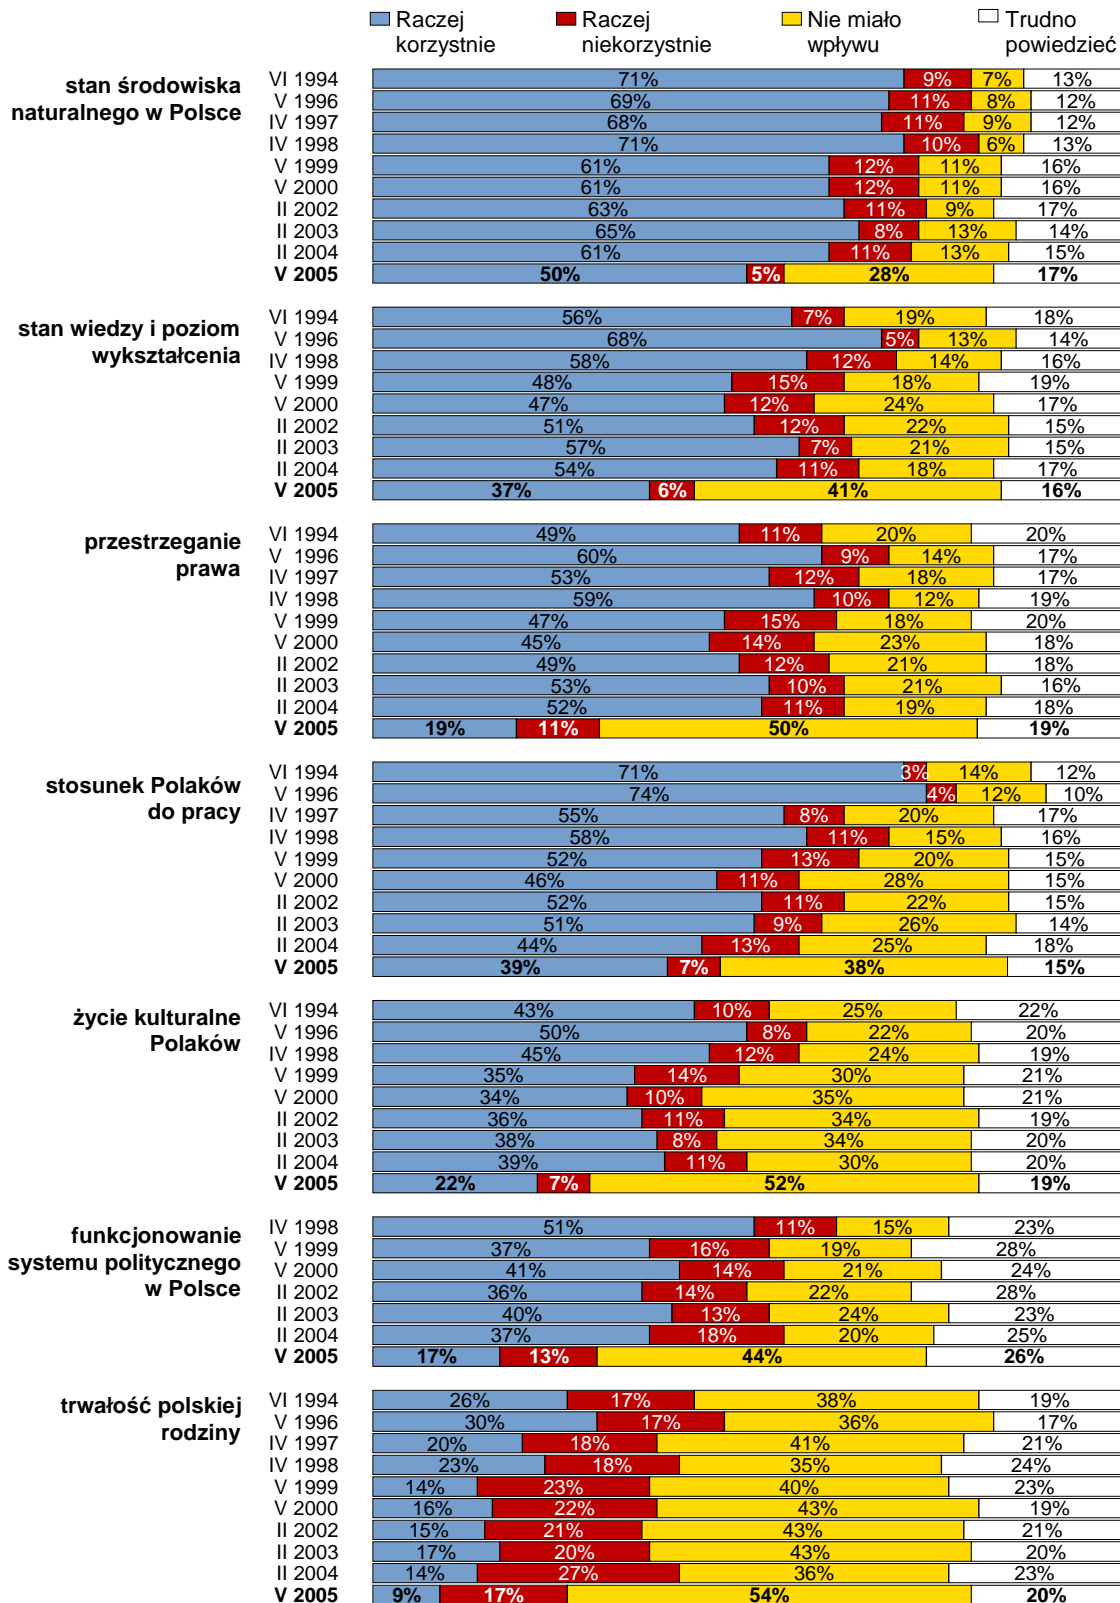 Raczej korzystnie
Raczej niekorzystnie
Nie miało wpływu
Trudno powiedzieć
stan środowiska naturalnego w Polsce
VI 1994 71% 9% 7% 13%
V 1996 69% 11% 8% 12%
IV 1997 68% 11% 9% 12%
IV 1998 71% 10% 6% 13%
V 1999 61% 12% 11% 16%
V 2000 61% 12% 11% 16%
II 2002 63% 11% 9% 17%
II 2003 65% 8% 13% 14%
II 2004 61% 11% 13% 15%
V 2005 50% 5% 28% 17%
stan wiedzy i poziom wykształcenia
VI 1994 56% 7% 19% 18%
V 1996 68% 5% 13% 14%
IV 1998 58% 12% 14% 16%
V 1999 48% 15% 18% 19%
V 2000 47% 12% 24% 17%
II 2002 51% 12% 22% 15%
II 2003 57% 7% 21% 15%
II 2004 54% 11% 18% 17%
V 2005 37% 6% 41% 16%
przestrzeganie prawa
VI 1994 49% 11% 20% 20%
V 1996 60% 9% 14% 17%
IV 1997 53% 12% 18% 17%
IV 1998 59% 10% 12% 19%
V 1999 47% 15% 18% 20%
V 2000 45% 14% 23% 18%
II 2002 49% 12% 21% 18%
II 2003 53% 10% 21% 16%
II 2004 52% 11% 19% 18%
V 2005 19% 11% 50% 19%
stosunek Polaków do pracy
VI 1994 71% 3% 14% 12%
V 1996 74% 4% 12% 10%
IV 1997 55% 8% 20% 17%
IV 1998 58% 11% 15% 16%
V 1999 52% 13% 20% 15%
V 2000 46% 11% 28% 15%
II 2002 52% 11% 22% 15%
II 2003 51% 9% 26% 14%
II 2004 44% 13% 25% 18%
V 2005 39% 7% 38% 15%
życie kulturalne Polaków
VI 1994 43% 10% 25% 22%
V 1996 50% 8% 22% 20%
IV 1998 45% 12% 24% 19%
V 1999 35% 14% 30% 21%
V 2000 34% 10% 35% 21%
II 2002 36% 11% 34% 19%
II 2003 38% 8% 34% 20%
II 2004 39% 11% 30% 20%
V 2005 22% 7% 52% 19%
funkcjonowanie systemu politycznego w Polsce
IV 1998 51% 11% 15% 23%
V 1999 37% 16% 19% 28%
V 2000 41% 14% 21% 24%
II 2002 36% 14% 22% 28%
II 2003 40% 13% 24% 23%
II 2004 37% 18% 20% 25%
V 2005 17% 13% 44% 26%
trwałość polskiej rodziny
VI 1994 26% 17% 38% 19%
V 1996 30% 17% 36% 17%
IV 1997 20% 18% 41% 21%
IV 1998 23% 18% 35% 24%
V 1999 14% 23% 40% 23%
V 2000 16% 22% 43% 19%
II 2002 15% 21% 43% 21%
II 2003 17% 20% 43% 20%
II 2004 14% 27% 36% 23%
V 2005 9% 17% 54% 20%